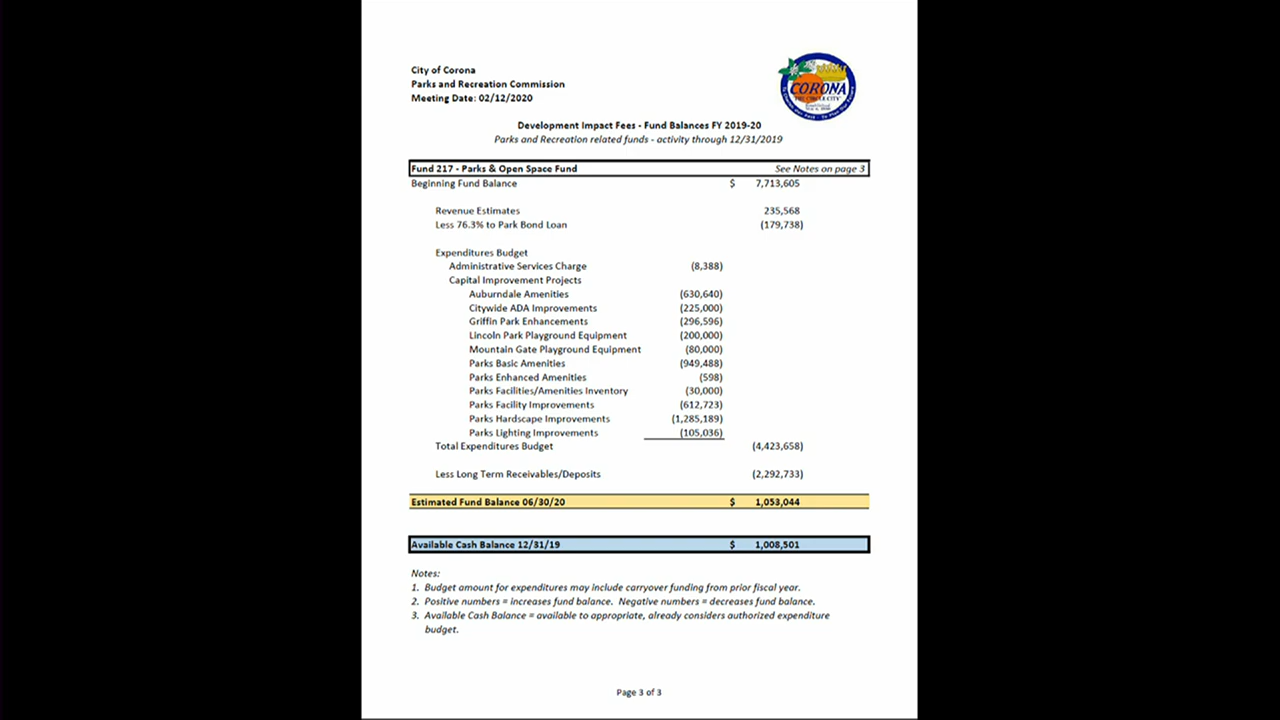 City of Corona
Parks and Recreation Commission
Meeting Date: 02/12/2020
CORONA
THE CIRCLE CITY
Development Impact Fees - Fund Balances FY 2019-20
Parks and Recreation related funds - activity through 12/31/2019
Fund 217 - Parks & Open Space Fund See Notes on page 3
Beginning Fund Balance $ 7,713,605
Revenue Estimates 235,568
Less 76.3% to Park Bond Loan (179,738)
Expenditures Budget
Administrative Services Charge (8,388)
Capital Improvement Projects
Auburndale Amenities (630,640)
Citywide ADA Improvements (225,000)
Griffin Park Enhancements (296,596)
Lincoln Park Playground Equipment (200,000)
Mountain Gate Playground Equipment (80,000)
Parks Basic Amenities (949,488)
Parks Enhanced Amenities (598)
Parks Facilities/Amenities Inventory (30,000)
Parks Facility Improvements (612,723)
Parks Hardscape Improvements (1,285,189)
Parks Lighting Improvements (105,036)
Total Expenditures Budget (4,423,658)
Less Long Term Receivables/Deposits (2,292,733)
Estimated Fund Balance 06/30/20 $ 1,053,044
Available Cash Balance 12/31/19 $ 1,008,501
Notes:
1. Budget amount for expenditures may include carryover funding from prior fiscal year.
2. Positive numbers = increases fund balance. Negative numbers = decreases fund balance.
3. Available Cash Balance = available to appropriate, already considers authorized expenditure
budget.
Page 3 of 3